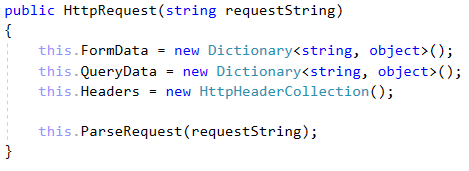 public HttpRequest(string requestString)
{
    this.FormData = new Dictionary<string, object>();
    this.QueryData = new Dictionary<string, object>();
    this.Headers = new HttpHeaderCollection();

    this.ParseRequest(requestString);
}